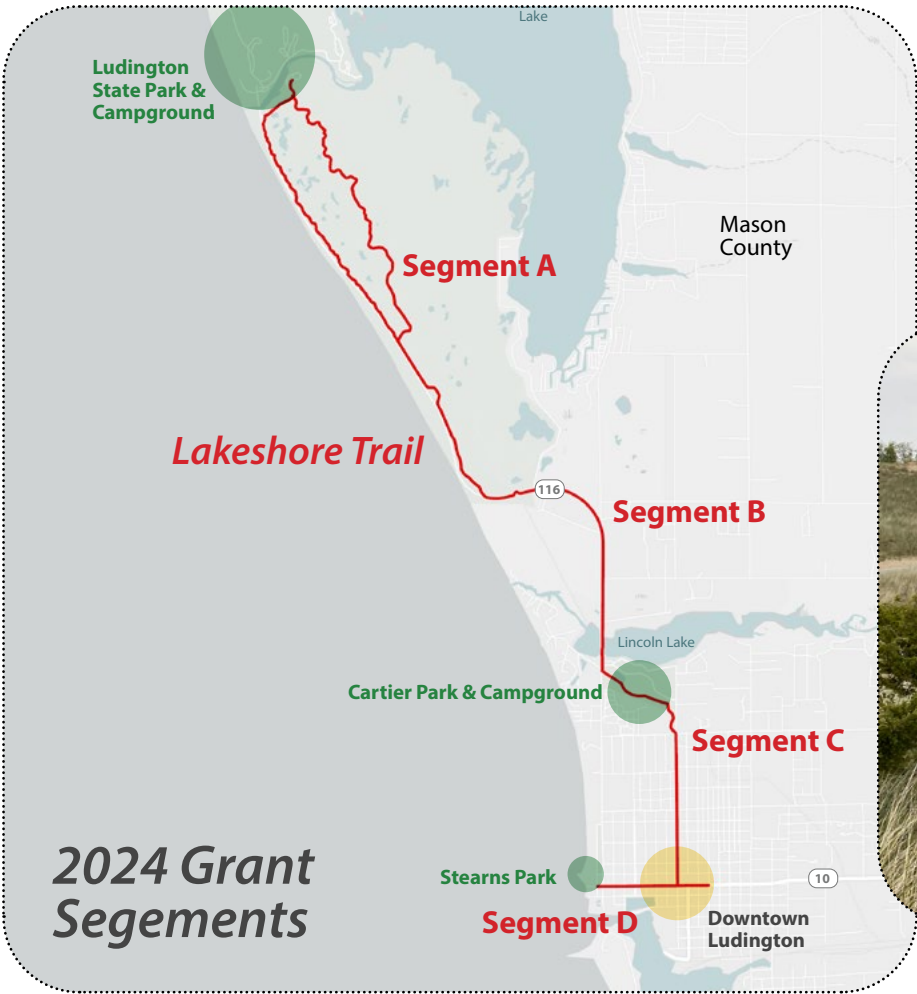 Lake
Ludington
State Park &
Campground
Mason
County
Segment A
Lakeshore Trail
116
Segment B
Lincoln Lake
Cartier Park & Campground
Segment C
2024 Grant
Segements
Stearns Park
10
Segment D
Downtown
Ludington